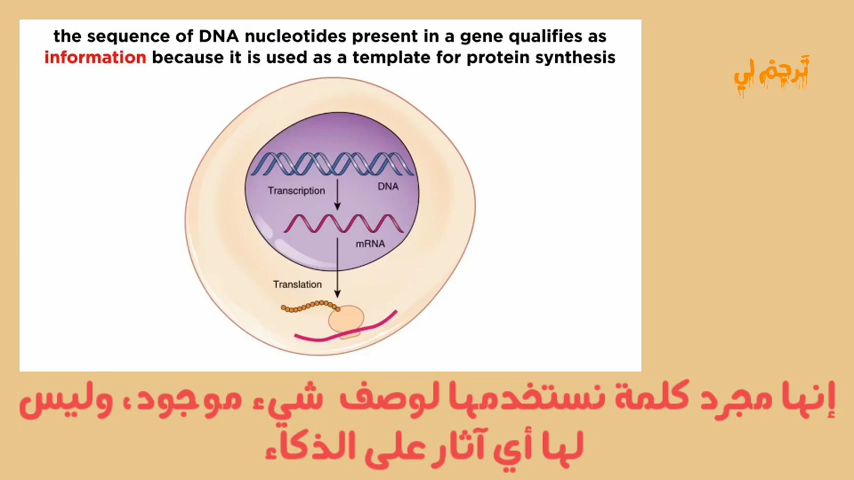 the sequence of DNA nucleotides present in a gene qualifies as
information because it is used as a template for protein synthesis
تَرجِم لي
Transcription
DNA
mRNA
Translation
إنها مجرد كلمة نستخدمها لوصف شيء موجود، وليس
لها أي آثار على الذكاء